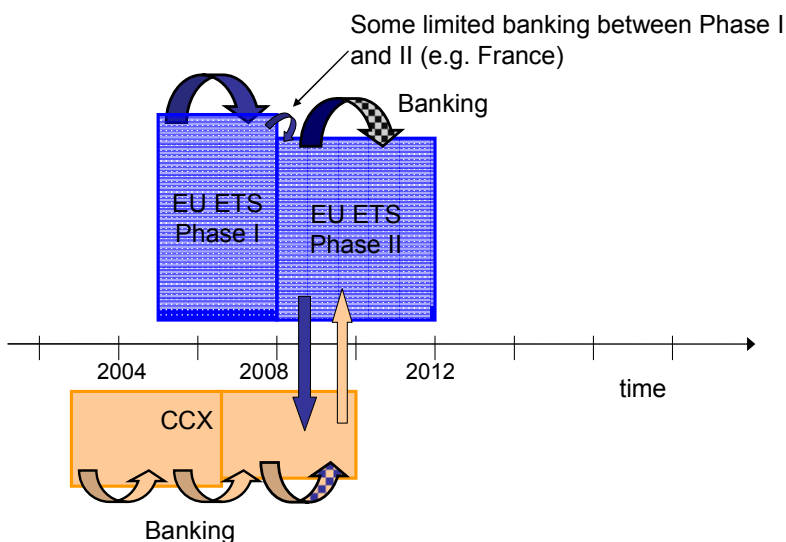 Some limited banking between Phase I
and II (e.g. France)
Banking
EU ETS
Phase I
EU ETS
Phase II
2004
2008
2012
time
CCX
Banking